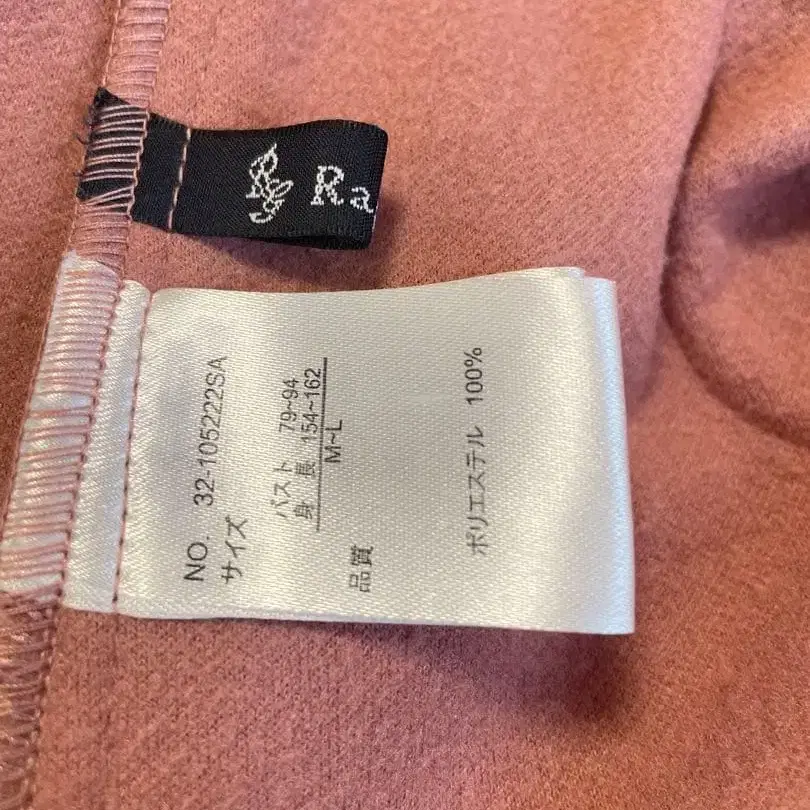 Ra
NO. 32-105222SA
サイズ
バスト 79~94
身 長 154~162
M~L
品質
ポリエステル 100%